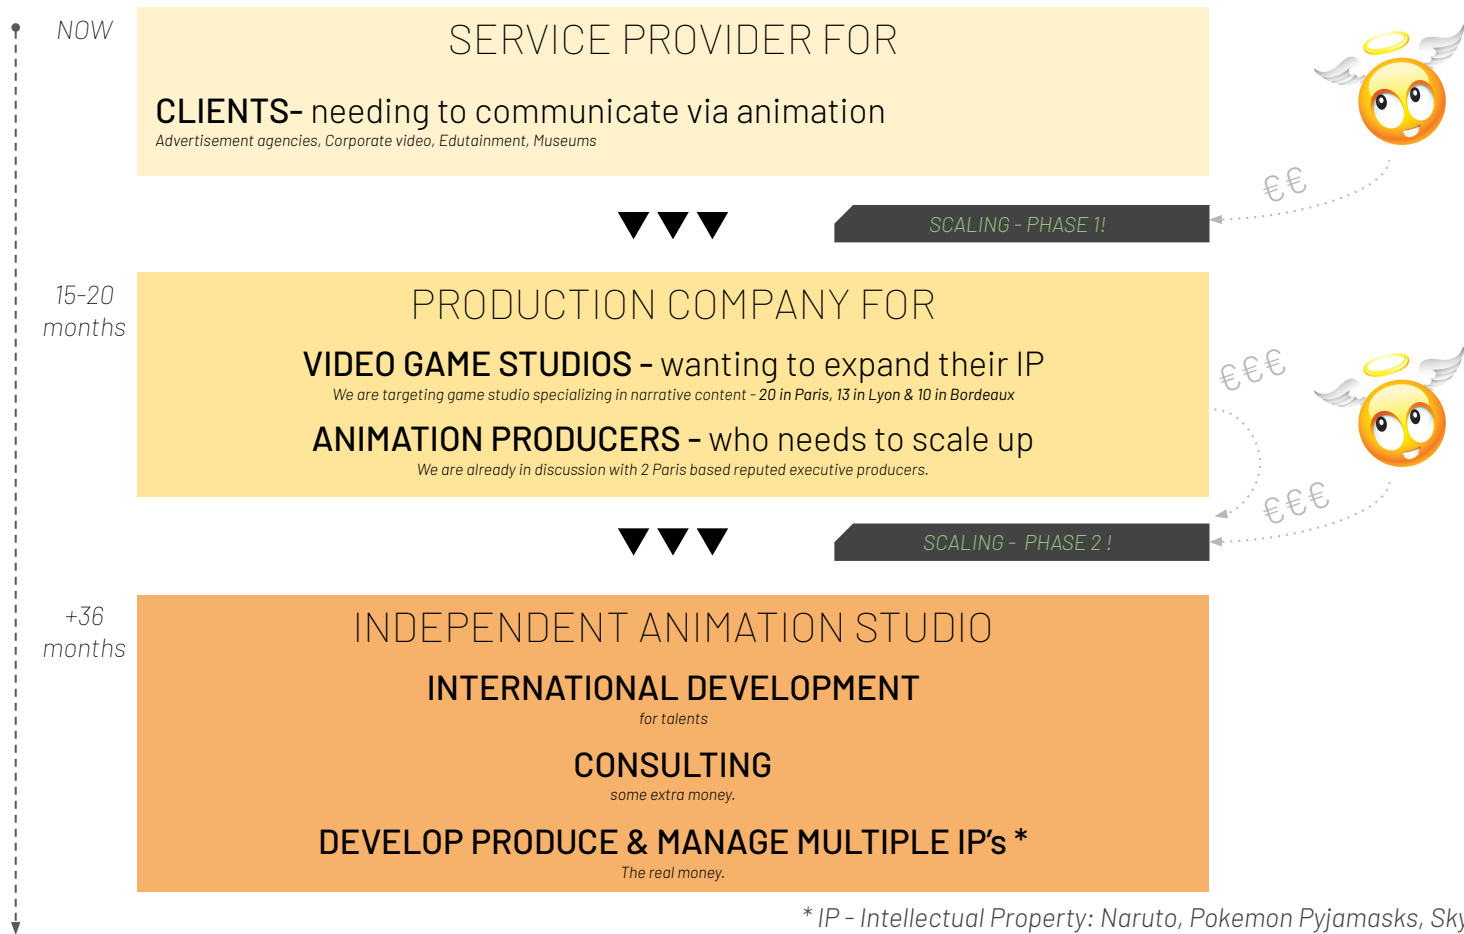 NOW
SERVICE PROVIDER FOR
CLIENTS- needing to communicate via animation
Advertisement agencies, Corporate video, Edutainment, Museums
€€
SCALING - PHASE 1!
15-20
months
PRODUCTION COMPANY FOR
VIDEO GAME STUDIOS - wanting to expand their IP
We are targeting game studio specializing in narrative content - 20 in Paris, 13 in Lyon & 10 in Bordeaux
€€€
ANIMATION PRODUCERS - who needs to scale up
We are already in discussion with 2 Paris based reputed executive producers.
€€€
SCALING - PHASE 2 !
+36
months
INDEPENDENT ANIMATION STUDIO
INTERNATIONAL DEVELOPMENT
for talents
CONSULTING
some extra money.
DEVELOP PRODUCE & MANAGE MULTIPLE IP's *
The real money.
* IP - Intellectual Property: Naruto, Pokemon Pyjamasks, Sky